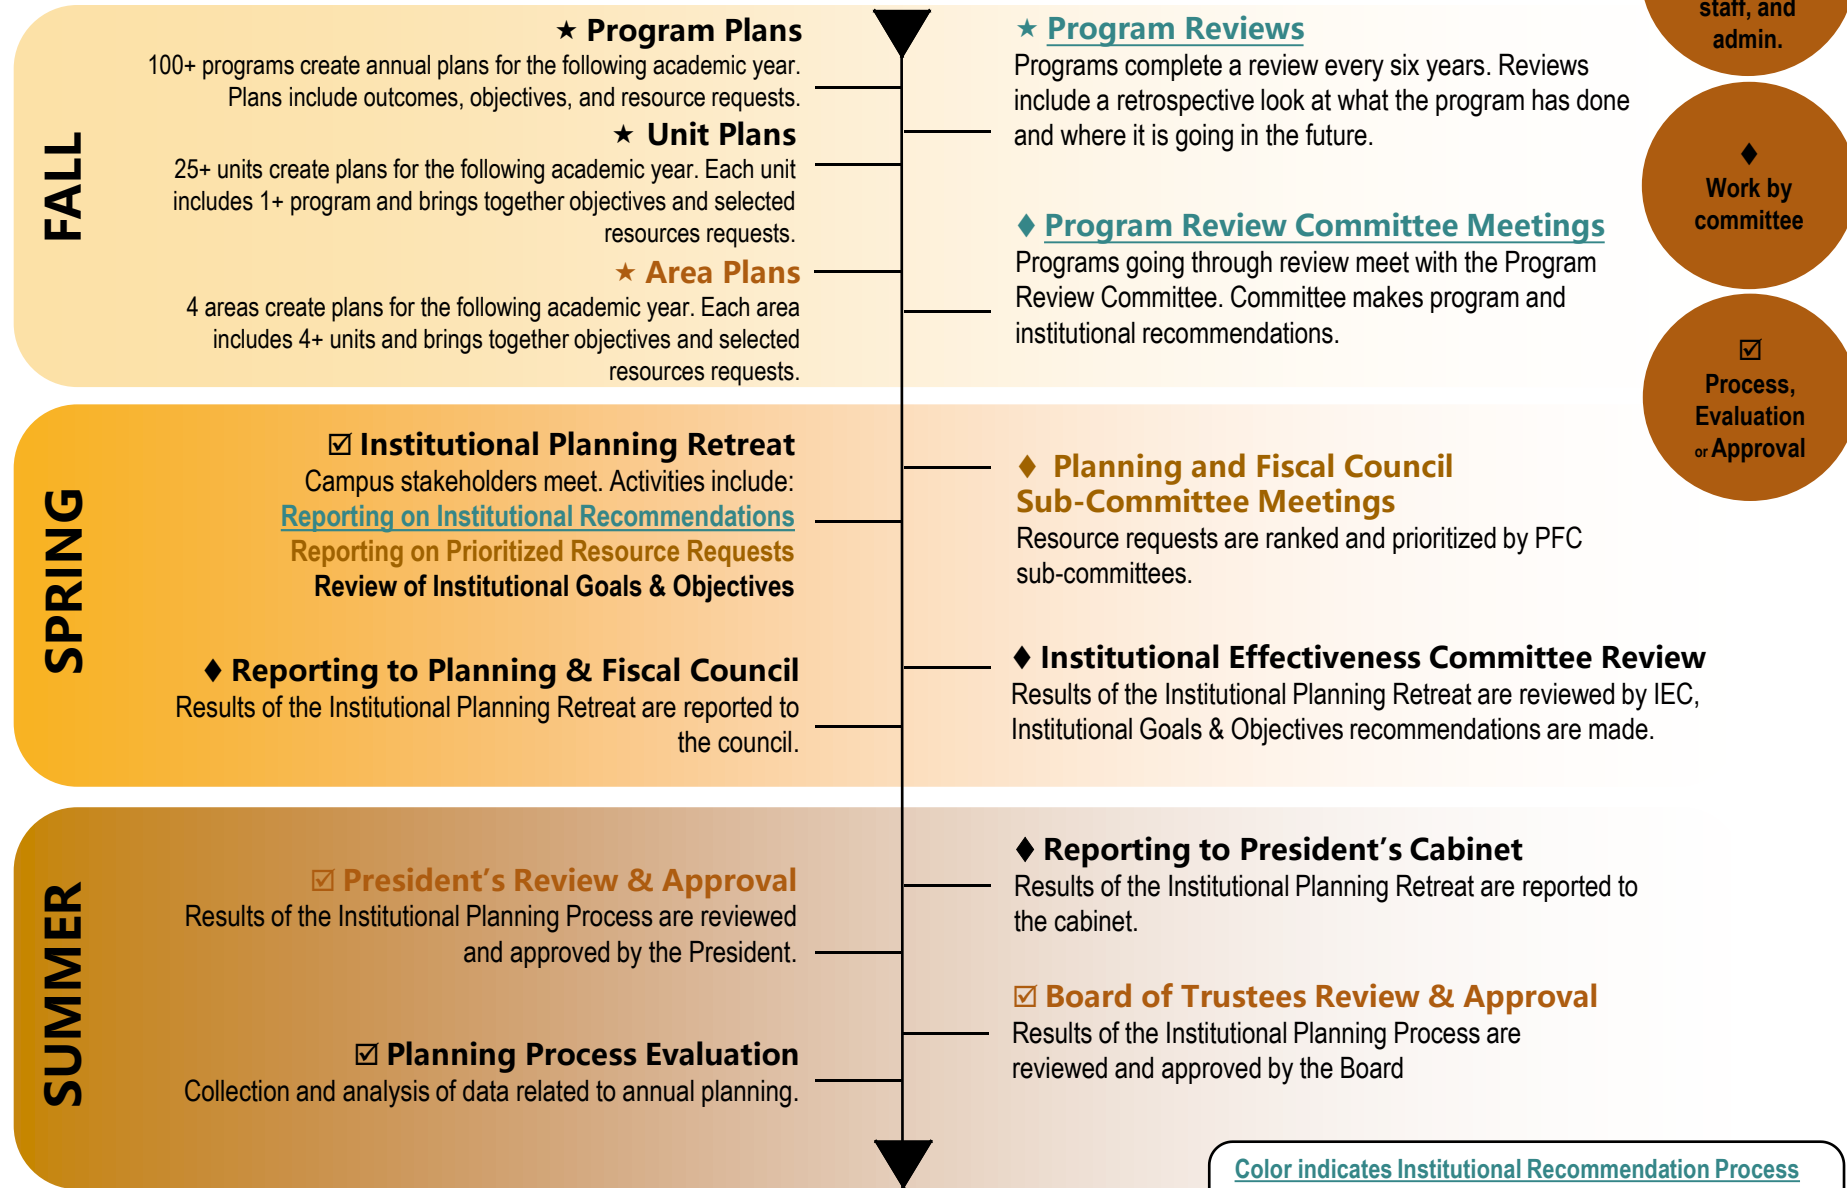 FALL
★ Program Plans
100+ programs create annual plans for the following academic year.
Plans include outcomes, objectives, and resource requests.
★ Unit Plans
25+ units create plans for the following academic year. Each unit
includes 1+ program and brings together objectives and selected
resources requests.
★ Area Plans
4 areas create plans for the following academic year. Each area
includes 4+ units and brings together objectives and selected
resources requests.
★ Program Reviews
Programs complete a review every six years. Reviews
include a retrospective look at what the program has done
and where it is going in the future.
♦ Program Review Committee Meetings
Programs going through review meet with the Program
Review Committee. Committee makes program and
institutional recommendations.
staff, and
admin.
♦
Work by
committee
☑
Process,
Evaluation
or Approval
SPRING
☑ Institutional Planning Retreat
Campus stakeholders meet. Activities include:
Reporting on Institutional Recommendations
Reporting on Prioritized Resource Requests
Review of Institutional Goals & Objectives
♦ Reporting to Planning & Fiscal Council
Results of the Institutional Planning Retreat are reported to
the council.
♦ Planning and Fiscal Council
Sub-Committee Meetings
Resource requests are ranked and prioritized by PFC
sub-committees.
♦ Institutional Effectiveness Committee Review
Results of the Institutional Planning Retreat are reviewed by IEC,
Institutional Goals & Objectives recommendations are made.
SUMMER
☑ President's Review & Approval
Results of the Institutional Planning Process are reviewed
and approved by the President.
☑ Planning Process Evaluation
Collection and analysis of data related to annual planning.
♦ Reporting to President's Cabinet
Results of the Institutional Planning Retreat are reported to
the cabinet.
☑ Board of Trustees Review & Approval
Results of the Institutional Planning Process are
reviewed and approved by the Board
Color indicates Institutional Recommendation Process